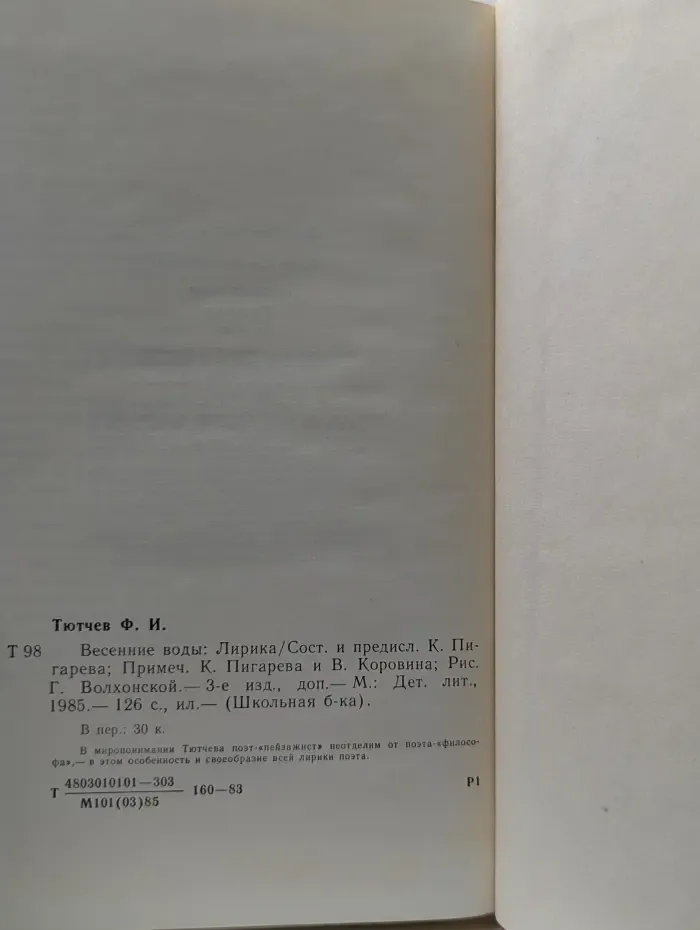 Тютчев Ф. И.
Т 98 Весенние воды: Лирика/Сост. и предисл. К. Пи-
гарева; Примеч. К. Пигарева и В. Коровина; Рис.
Г. Волхонской.— 3-е изд., доп.— М.: Дет. лит.,
1985.— 126 с., ил.— (Школьная б-ка).
В пер.: 30 к.
В миропонимании Тютчева поэт-«пейзажист» неотделим от поэта-«филосо-
фа»,— в этом особенность и своеобразие всей лирики поэта.
4803010101—303
Т 160—83 Р1
М101(03)85